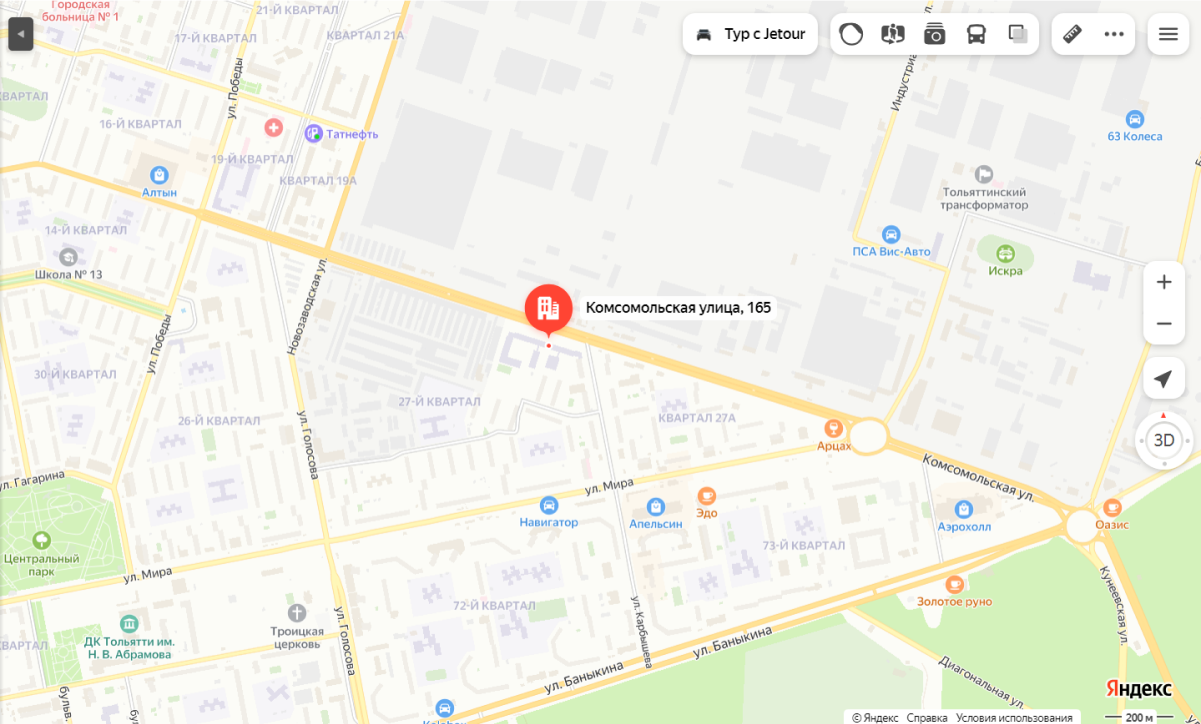 Городская
больница № 1
21-Й КВАРТАЛ
17-Й КВАРТАЛ
КВАРТАЛ 21А
Тур с Jetour
ул. Победы
КВАРТАЛ
16-Й КВАРТАЛ
Татнефть
63 Колеса
19-Й КВАРТАЛ
КВАРТАЛ 19А
Алтын
Тольяттинский
трансформатор
14-Й КВАРТАЛ
ПСА Вис-Авто
Школа № 13
Искра
Новозаводская ул.
Комсомольская улица, 165
ул. Победы
30-Й КВАРТАЛ
27-Й КВАРТАЛ
26-Й КВАРТАЛ
КВАРТАЛ 27А
ул. Голосова
Арцах
3D
ул. Гагарина
Комсомольская ул.
ул. Мира
Навигатор
Апельсин
Эдо
Аэрохолл
Оазис
73-Й КВАРТАЛ
Центральный
парк
ул. Мира
Золотое руно
Кунеевская ул.
72-Й КВАРТАЛ
ул. Карбышева
ул. Голосова
Троицкая
церковь
ДК Тольятти им.
Н. В. Абрамова
КВАРТАЛ
ул. Баныкина
ул. Баныкина
Диагональная ул.
бульв.
Яндекс
© Яндекс Справка Условия использования
200 м